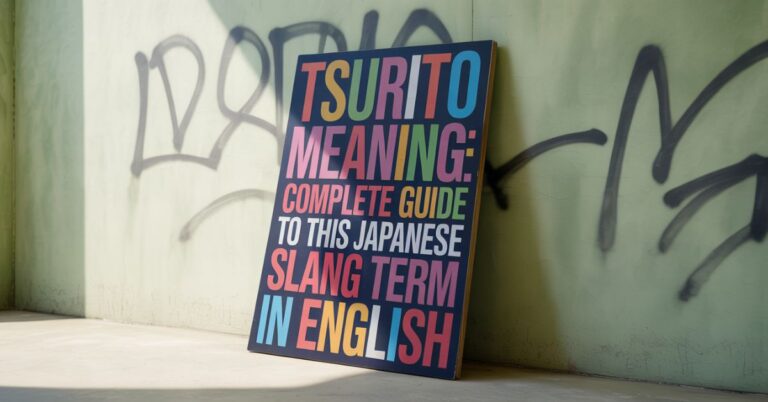 TSURITO
MEANING:
COMPLETE GUIDE
TO THIS JAPANESE
SLANG TERM
IN ENGLISH